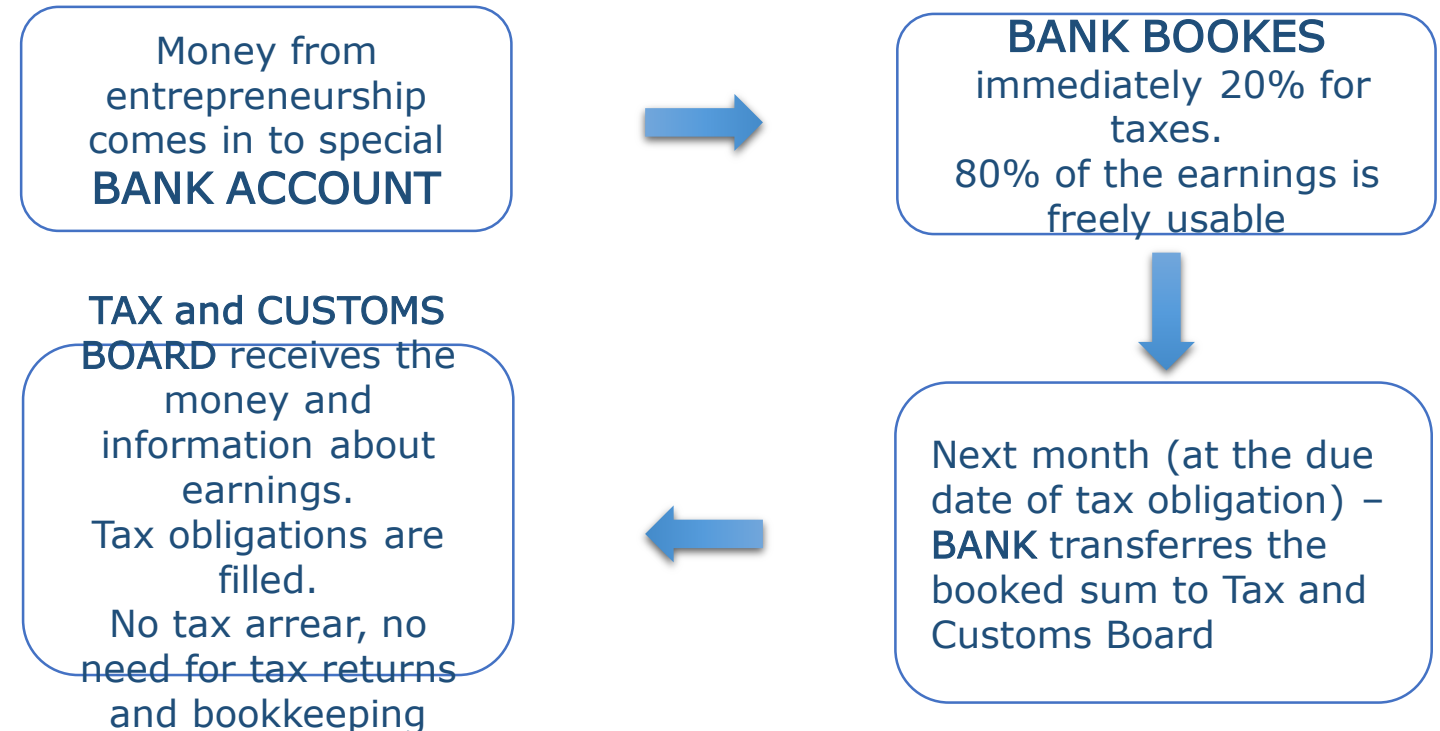 Money from
entrepreneurship
comes in to special
BANK ACCOUNT
BANK BOOKES
immediately 20% for
taxes.
80% of the earnings is
freely usable
Next month (at the due
date of tax obligation) –
BANK transferres the
booked sum to Tax and
Customs Board
TAX and CUSTOMS
BOARD receives the
money and
information about
earnings.
Tax obligations are
filled.
No tax arrear, no
need for tax returns
and bookkeeping